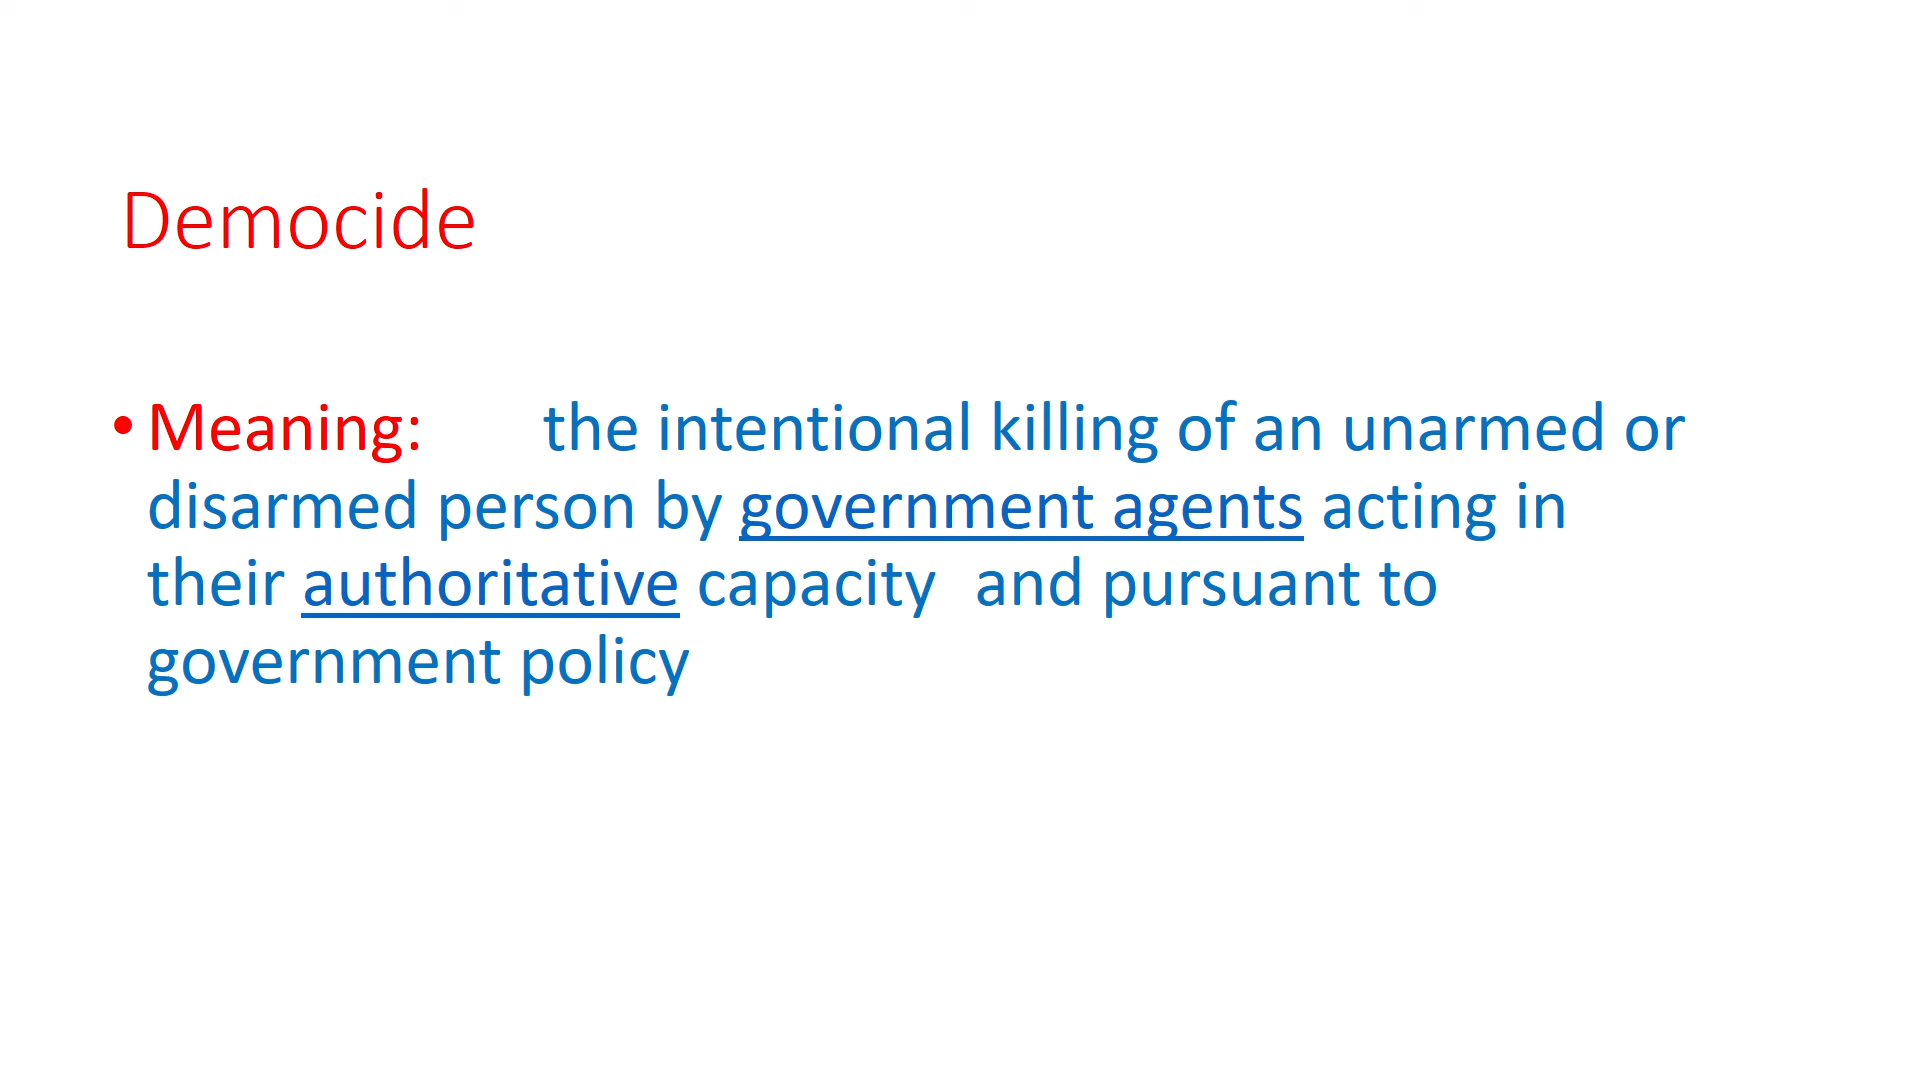 Democide
• Meaning: the intentional killing of an unarmed or
disarmed person by government agents acting in
their authoritative capacity and pursuant to
government policy